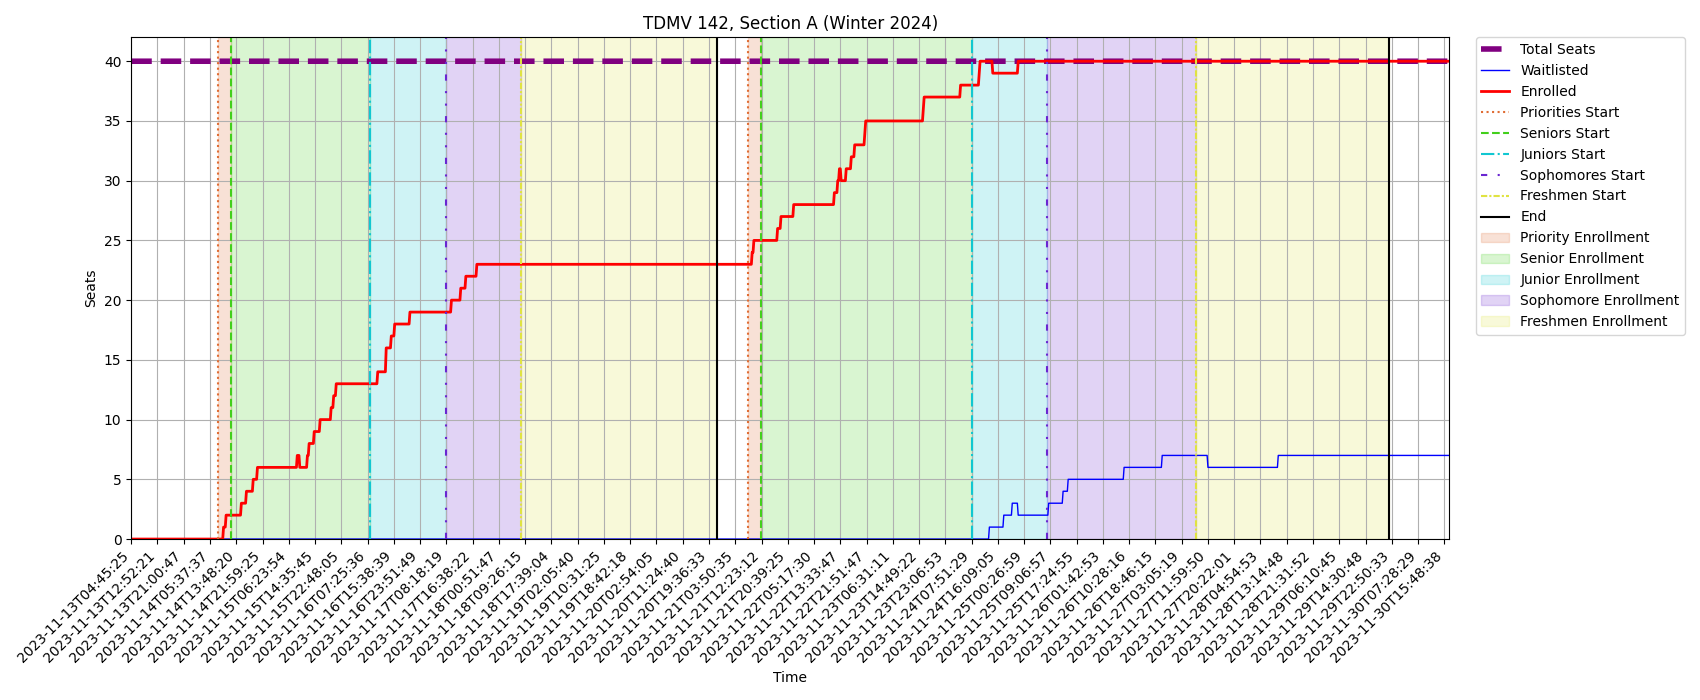 TDMV 142, Section A (Winter 2024)
40
35
30
25
20
15
10
5
0
Seats
2023-11-13T04:45:25
2023-11-13T12:52:21
2023-11-13T21:00:47
2023-11-14T05:37:37
2023-11-14T13:48:20
2023-11-14T21:59:25
2023-11-15T06:23:54
2023-11-15T14:35:45
2023-11-15T22:48:05
2023-11-16T07:25:36
2023-11-16T15:38:39
2023-11-16T23:51:49
2023-11-17T08:18:19
2023-11-17T16:38:22
2023-11-18T00:51:47
2023-11-18T09:26:15
2023-11-18T17:39:04
2023-11-19T02:05:40
2023-11-19T10:31:25
2023-11-19T18:42:18
2023-11-20T02:54:05
2023-11-20T11:24:40
2023-11-20T19:36:33
2023-11-21T03:50:35
2023-11-21T12:23:12
2023-11-21T20:39:25
2023-11-22T05:17:30
2023-11-22T13:33:47
2023-11-22T21:51:47
2023-11-23T06:31:11
2023-11-23T14:49:22
2023-11-23T23:06:53
2023-11-24T07:51:29
2023-11-24T16:09:05
2023-11-25T00:26:59
2023-11-25T09:06:57
2023-11-25T17:24:55
2023-11-26T01:42:53
2023-11-26T10:28:16
2023-11-26T18:46:15
2023-11-27T03:05:19
2023-11-27T11:59:50
2023-11-27T20:22:01
2023-11-28T04:54:53
2023-11-28T13:14:48
2023-11-28T21:31:52
2023-11-29T06:10:45
2023-11-29T14:30:48
2023-11-29T22:50:33
2023-11-30T07:28:29
2023-11-30T15:48:38
Time
Total Seats
Waitlisted
Enrolled
Priorities Start
Seniors Start
Juniors Start
Sophomores Start
Freshmen Start
End
Priority Enrollment
Senior Enrollment
Junior Enrollment
Sophomore Enrollment
Freshmen Enrollment